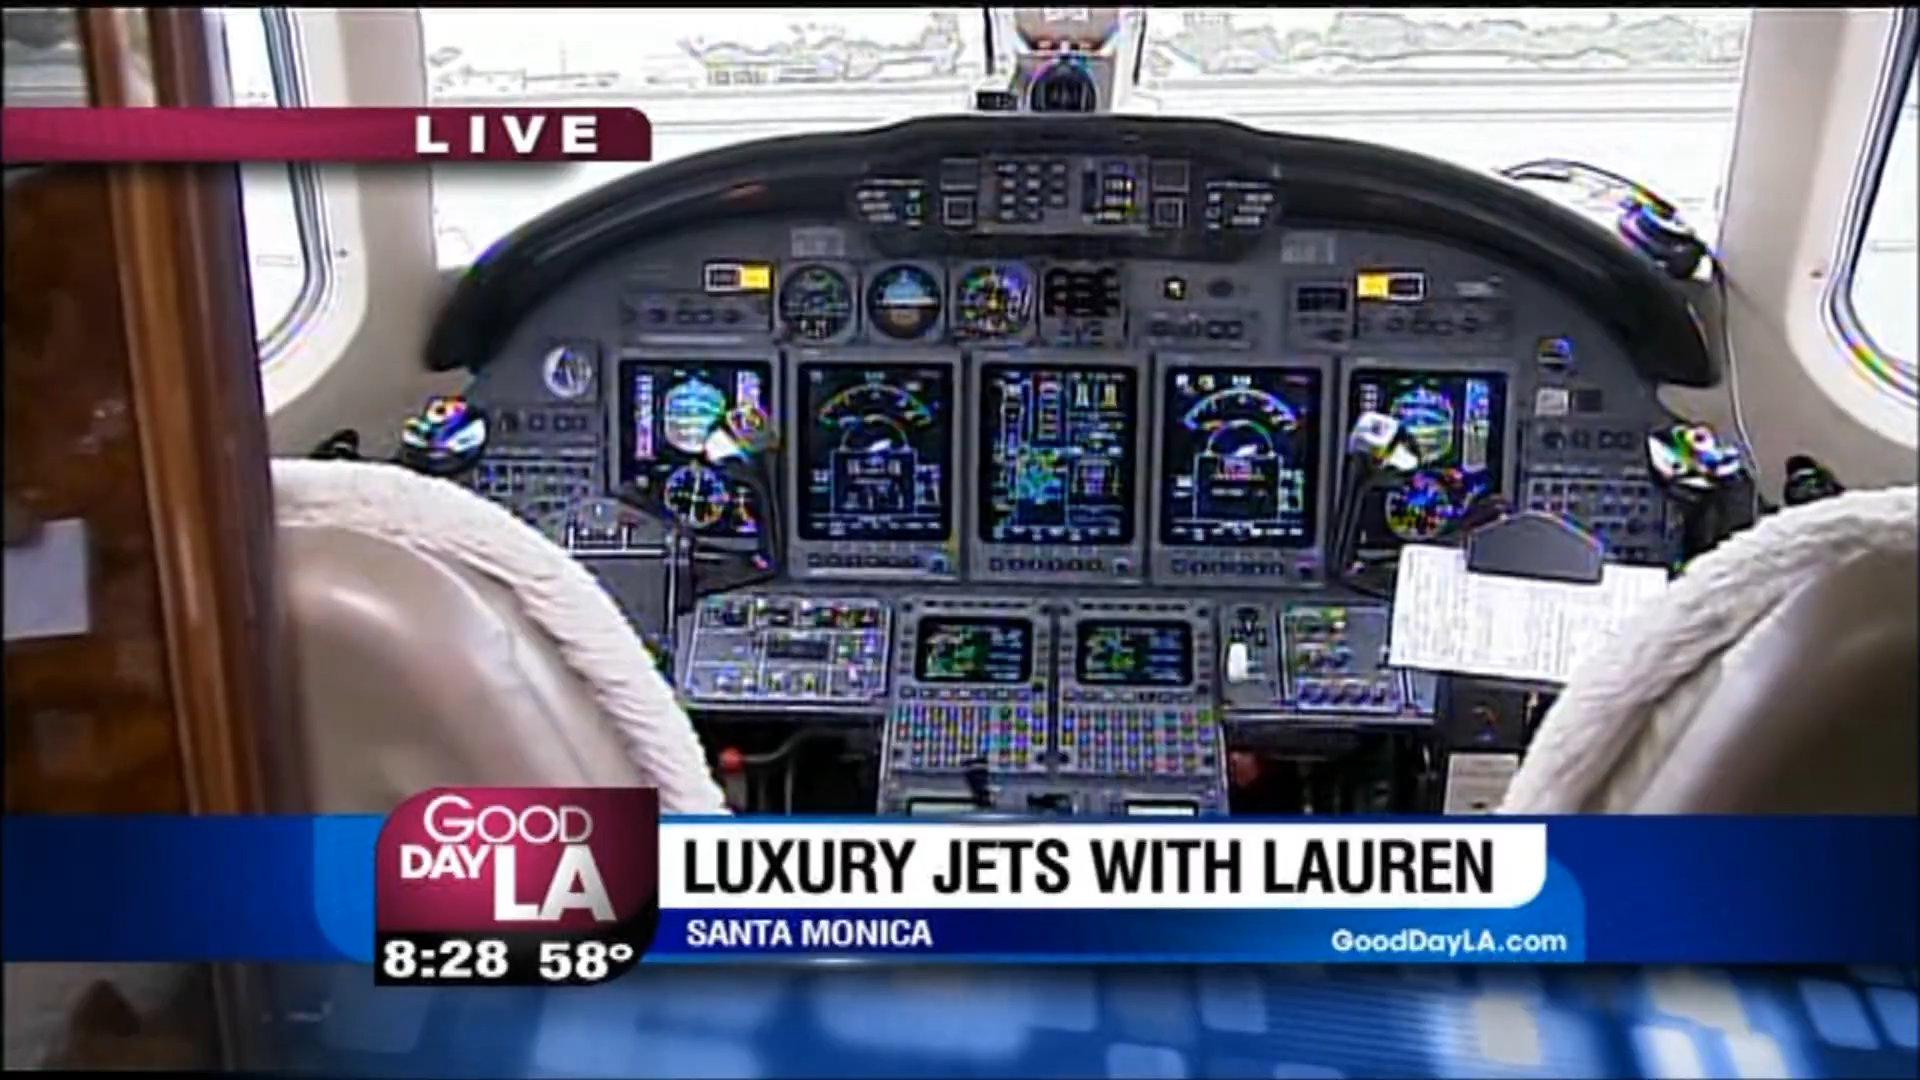 LIVE
GOOD
DAY LA
8:28 58°
LUXURY JETS WITH LAUREN
SANTA MONICA
GoodDayLA.com